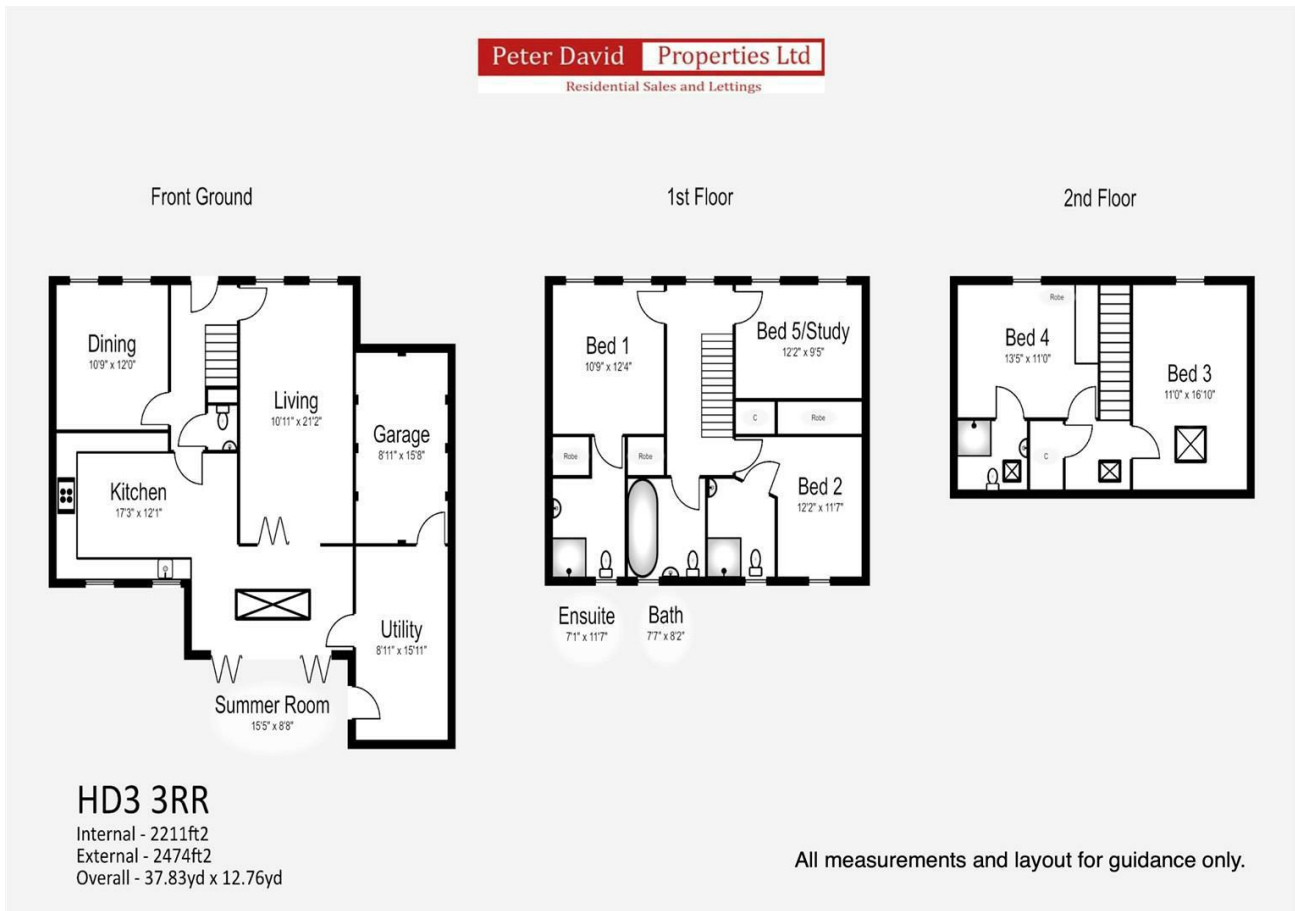 Peter David Properties Ltd
Residential Sales and Lettings
Front Ground
1st Floor
2nd Floor
Dining
10'9" x 12'0"
Living
10'11" x 21'2"
Garage
8'11" x 15'8"
Kitchen
17'3" x 12'1"
Utility
8'11" x 15'11"
Summer Room
15'5" x 8'8"
Bed 1
10'9" x 12'4"
Bed 5/Study
12'2" x 9'5"
C
Robe
Robe
Robe
Bed 2
12'2" x 11'7"
Ensuite
7'1" x 11'7"
Bath
7'7" x 8'2"
Robe
Bed 4
13'5" x 11'0"
Bed 3
11'0" x 16'10"
C
HD3 3RR
Internal - 2211ft2
External - 2474ft2
Overall - 37.83yd x 12.76yd
All measurements and layout for guidance only.